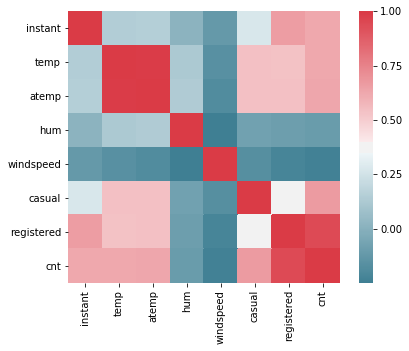 instant
temp
atemp
hum
windspeed
casual
registered
cnt
instant
temp
atemp
hum
windspeed
casual
registered
cnt
1.00
0.75
0.50
0.25
0.00